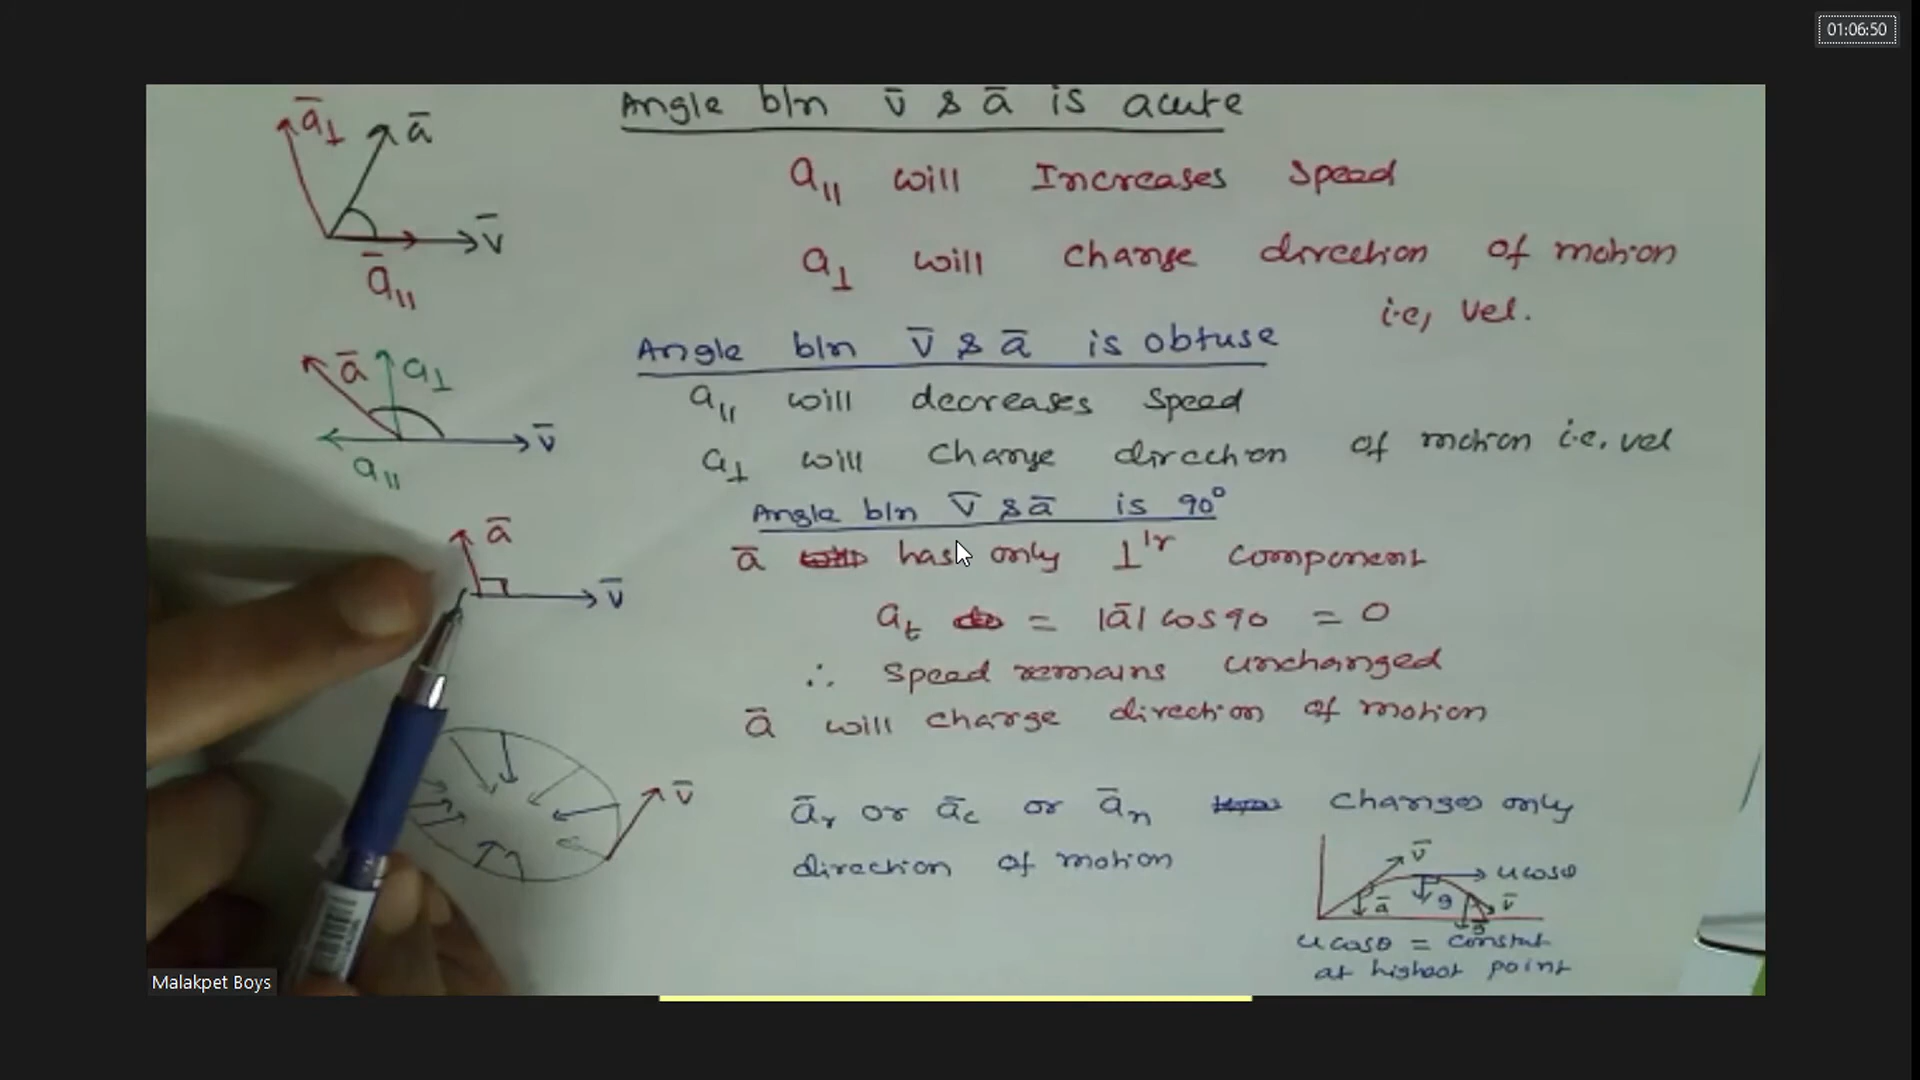 01:06:50
Angle b/n v̄ & ā is acute
ā⊥ ā
v̄
ā||
a|| will Increases Speed
a⊥ will change direction of motion
i.e, vel.
Angle b/n v̄ & ā is obtuse
ā a⊥
v̄
a||
a|| will decreases Speed
a⊥ will change direction of motion i.e. vel
Angle b/n v̄ & ā is 90°
ā
v̄
ā has only ⊥lr component
at = |ā| cos 90 = 0
∴ Speed remains unchanged
ā will change direction of motion
v̄
ār or āc or ān changes only
direction of motion
v̄
u cosθ
ā g v̄
g
u cosθ = constant
at highest point
Malakpet Boys